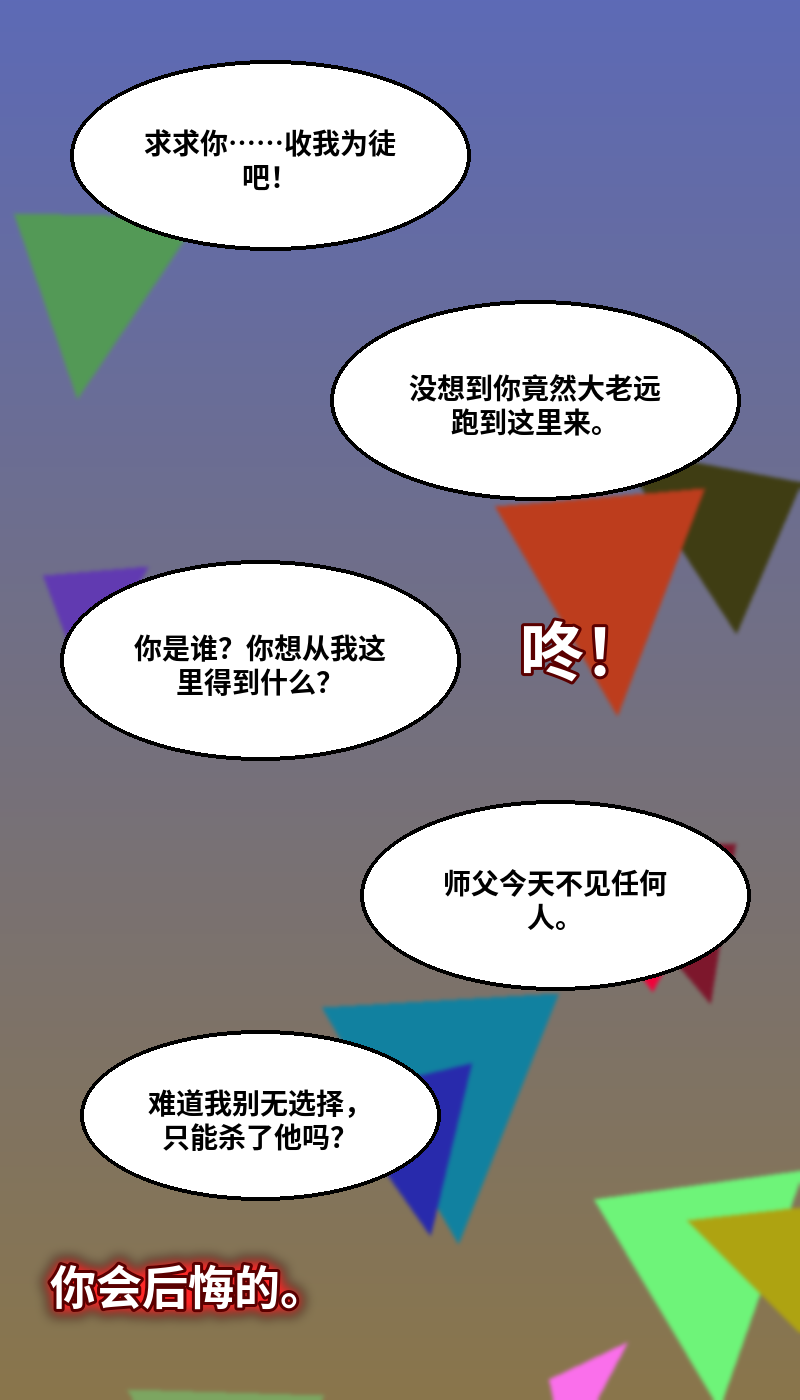 求求你……收我为徒
吧！
没想到你竟然大老远
跑到这里来。
你是谁？你想从我这
里得到什么？
咚！
师父今天不见任何
人。
难道我别无选择，
只能杀了他吗？
你会后悔的。